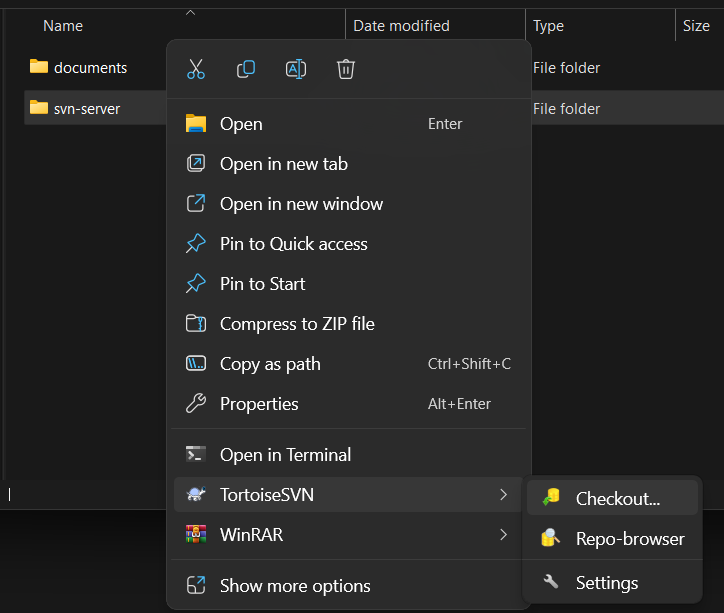 Name Date modified Type Size
documents File folder
svn-server File folder
Open Enter
Open in new tab
Open in new window
Pin to Quick access
Pin to Start
Compress to ZIP file
Copy as path Ctrl+Shift+C
Properties Alt+Enter
Open in Terminal
TortoiseSVN
WinRAR
Show more options
Checkout...
Repo-browser
Settings